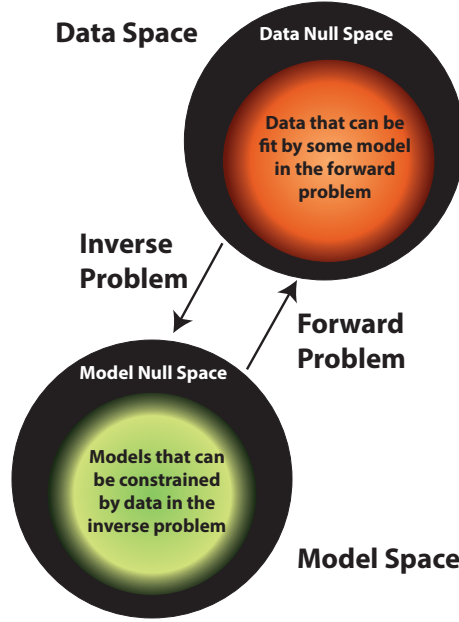 Data Space
Data Null Space
Data that can be
fit by some model
in the forward
problem
Inverse
Problem
Forward
Problem
Model Null Space
Models that can
be constrained
by data in the
inverse problem
Model Space